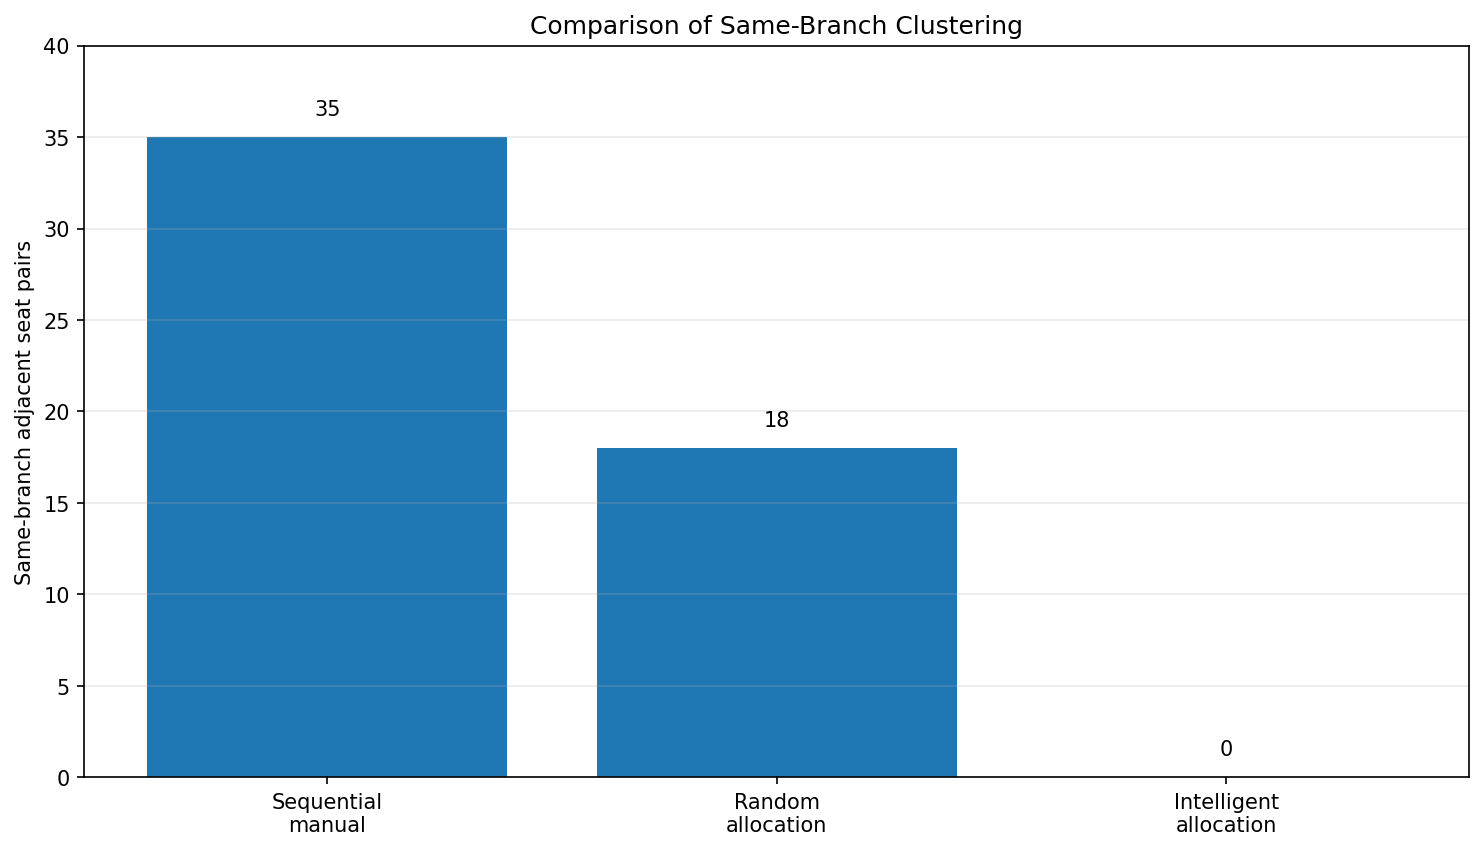 Comparison of Same-Branch Clustering
Same-branch adjacent seat pairs
40
35
30
25
20
15
10
5
0
35
18
0
Sequential
manual
Random
allocation
Intelligent
allocation